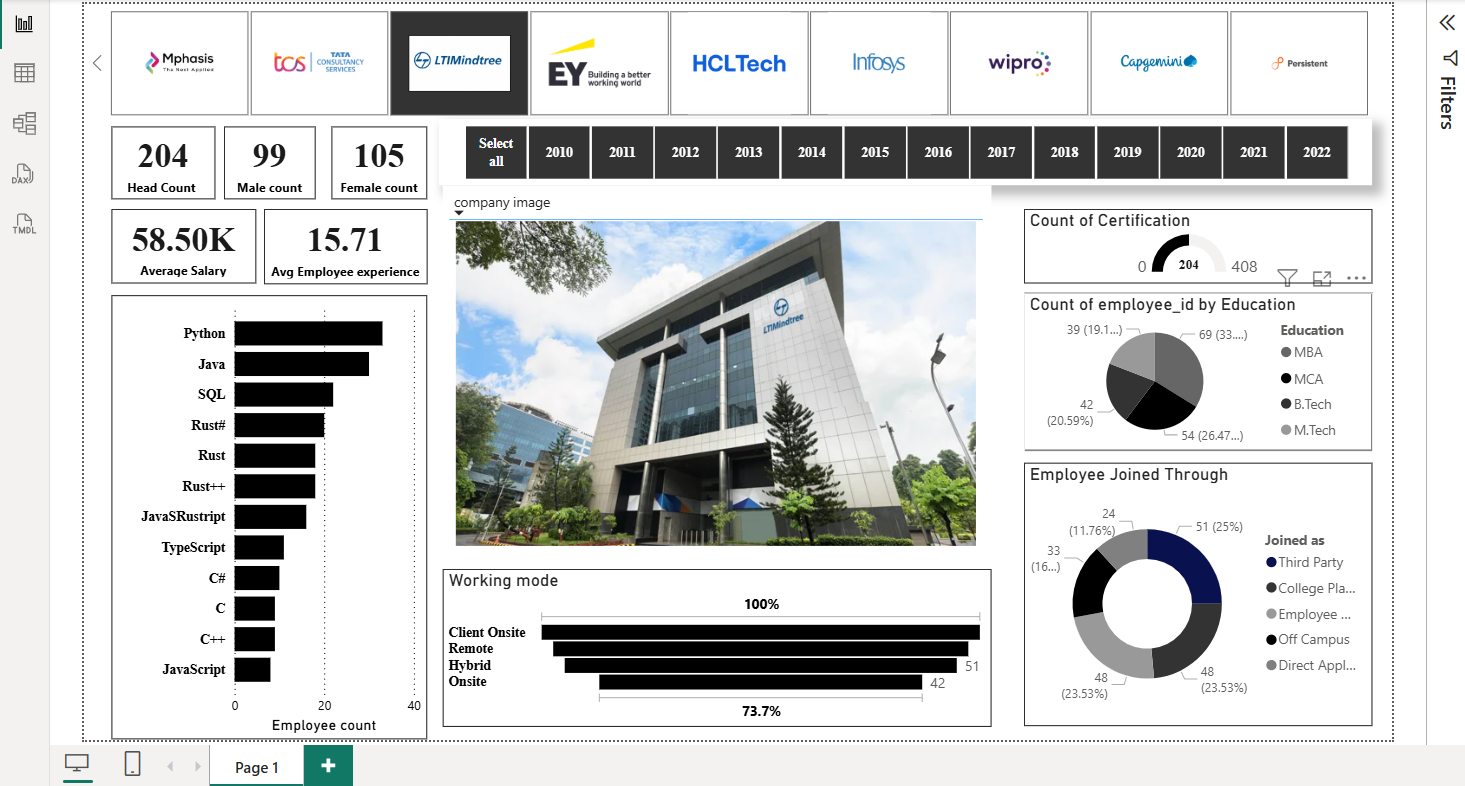 Mphasis
The Next Applied
tcs TATA CONSULTANCY SERVICES
LTIMindtree
EY Building a better working world
HCLTech
Infosys
wipro
Capgemini
Persistent
Filters
204
Head Count
99
Male count
105
Female count
Select all
2010
2011
2012
2013
2014
2015
2016
2017
2018
2019
2020
2021
2022
58.50K
Average Salary
15.71
Avg Employee experience
company image
LTIMindtree
Count of Certification
0
204
408
Count of employee_id by Education
39 (19.1...)
69 (33....)
42
(20.59%)
54 (26.47...)
Education
MBA
MCA
B.Tech
M.Tech
Python
Java
SQL
Rust#
Rust
Rust++
JavaSRustript
TypeScript
C#
C
C++
JavaScript
0
20
40
Employee count
Working mode
100%
Client Onsite
Remote
Hybrid
51
Onsite
42
73.7%
Employee Joined Through
24
(11.76%)
51 (25%)
33
(16...)
48
(23.53%)
48
(23.53%)
Joined as
Third Party
College Pla...
Employee ...
Off Campus
Direct Appl...
DAX
TMDL
Page 1